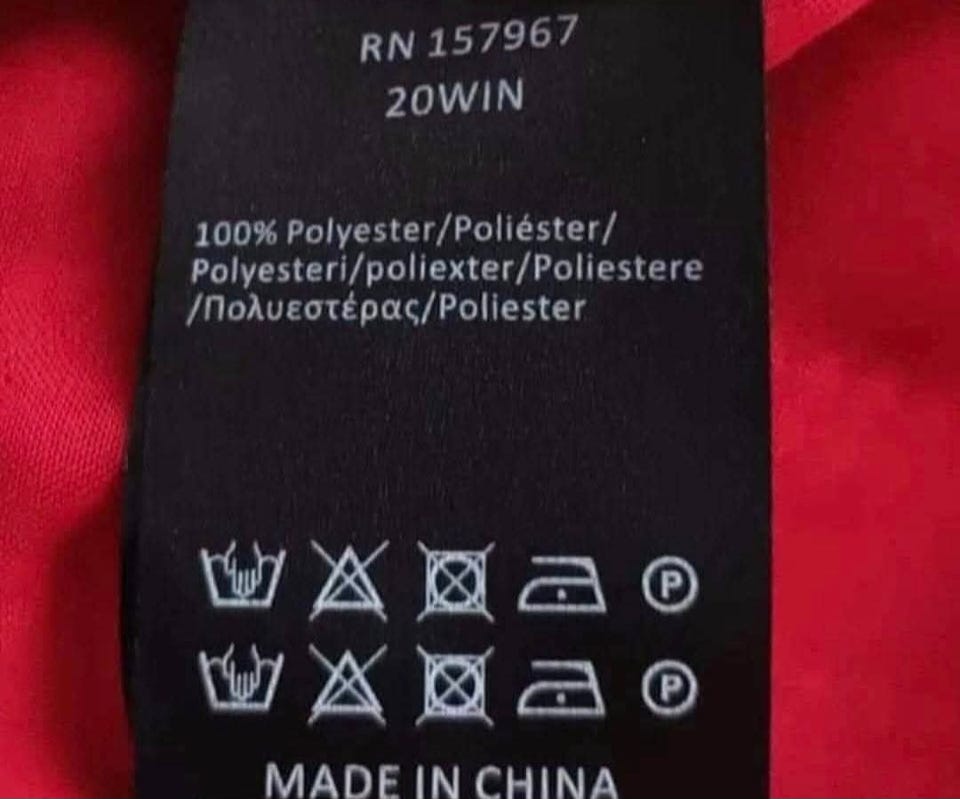 RN 157967
20WIN
100% Polyester/Poliéster/
Polyesteri/poliexter/Poliestere
/Πολυεστέρας/Poliester
P
P
MADE IN CHINA